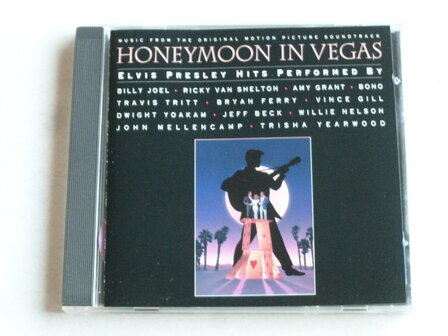 MUSIC FROM THE ORIGINAL MOTION PICTURE SOUNDTRACK
HONEYMOON IN VEGAS
ELVIS PRESLEY HITS PERFORMED BY
BILLY JOEL • RICKY VAN SHELTON • AMY GRANT • BONO
TRAVIS TRITT • BRYAN FERRY • VINCE GILL
DWIGHT YOAKAM • JEFF BECK • WILLIE NELSON
JOHN MELLENCAMP • TRISHA YEARWOOD